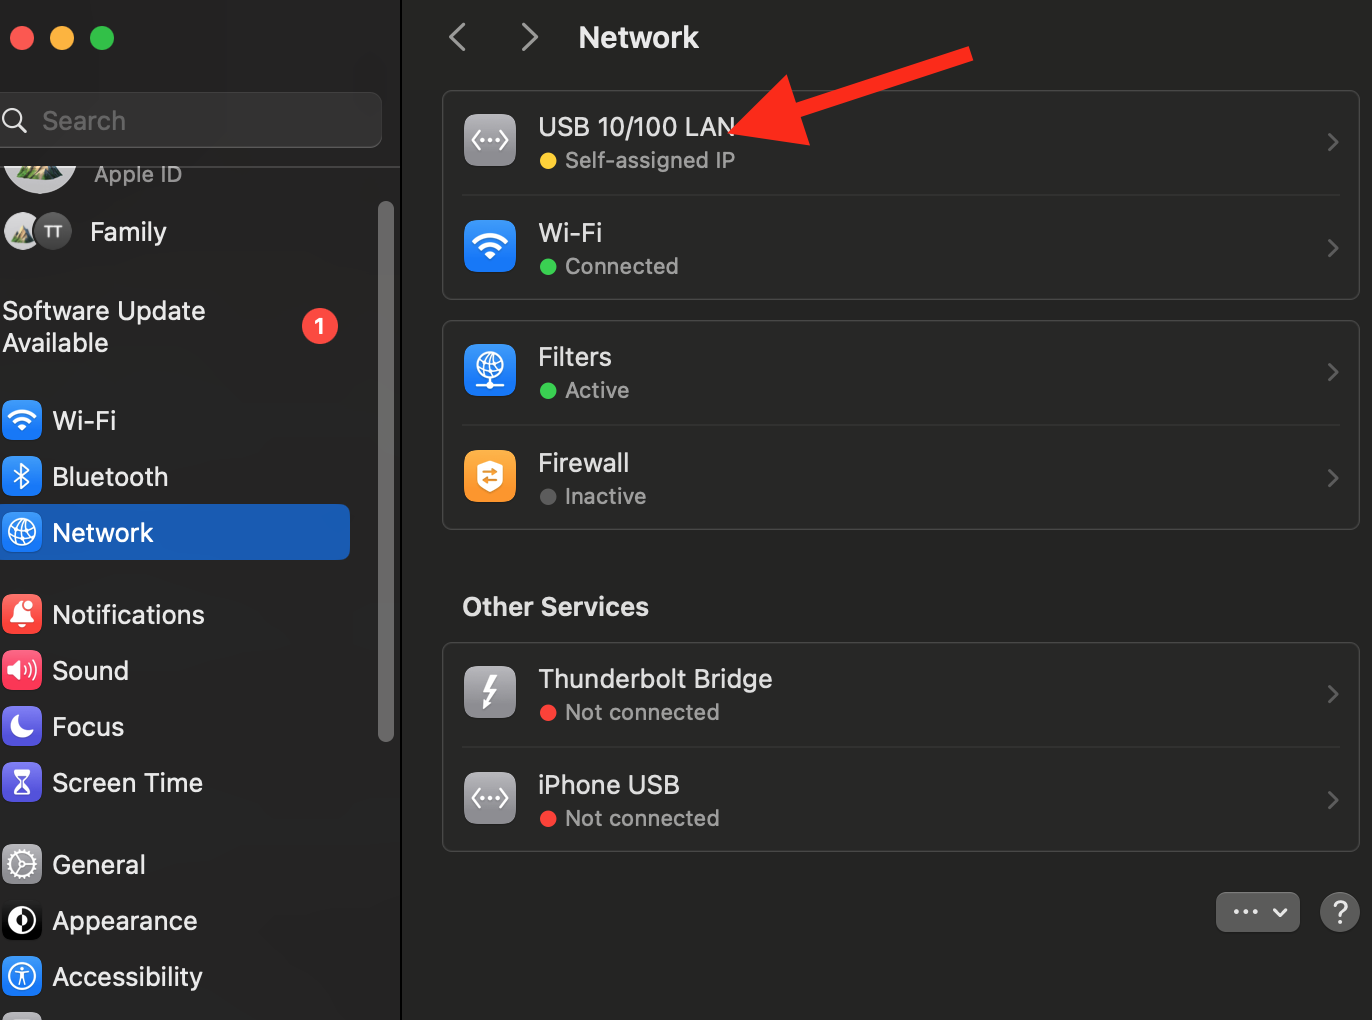 Search
Apple ID
TT
Family
Software Update
Available
1
Wi-Fi
Bluetooth
Network
Notifications
Sound
Focus
Screen Time
General
Appearance
Accessibility
Network
USB 10/100 LAN
Self-assigned IP
Wi-Fi
Connected
Filters
Active
Firewall
Inactive
Other Services
Thunderbolt Bridge
Not connected
iPhone USB
Not connected
?